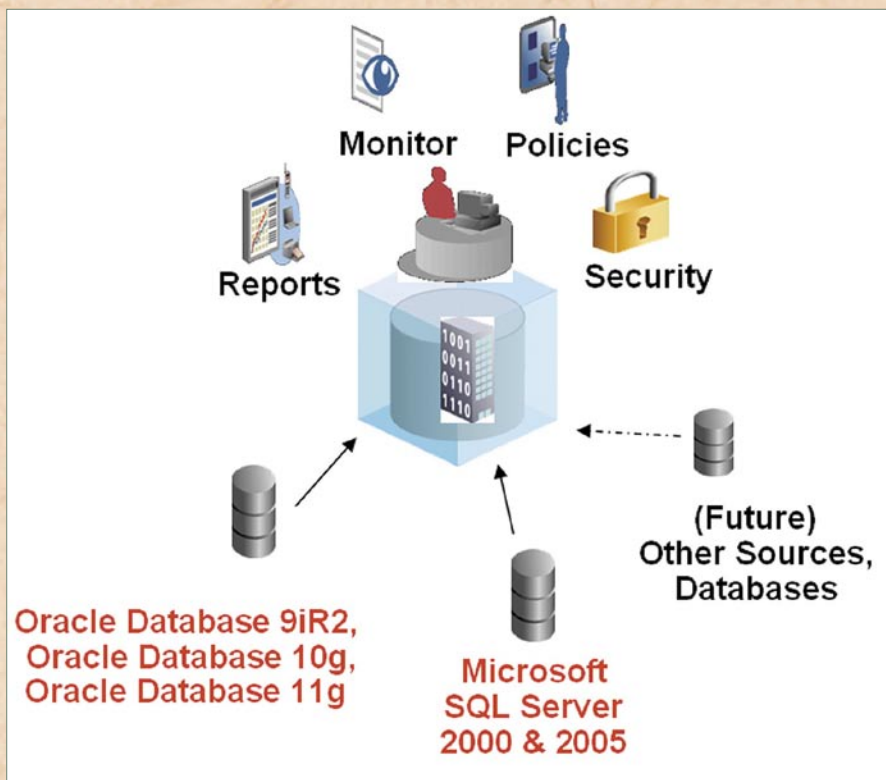 Monitor
Policies
Reports
Security
1001
0011
0110
1110
(Future)
Other Sources,
Databases
Oracle Database 9iR2,
Oracle Database 10g,
Oracle Database 11g
Microsoft
SQL Server
2000 & 2005